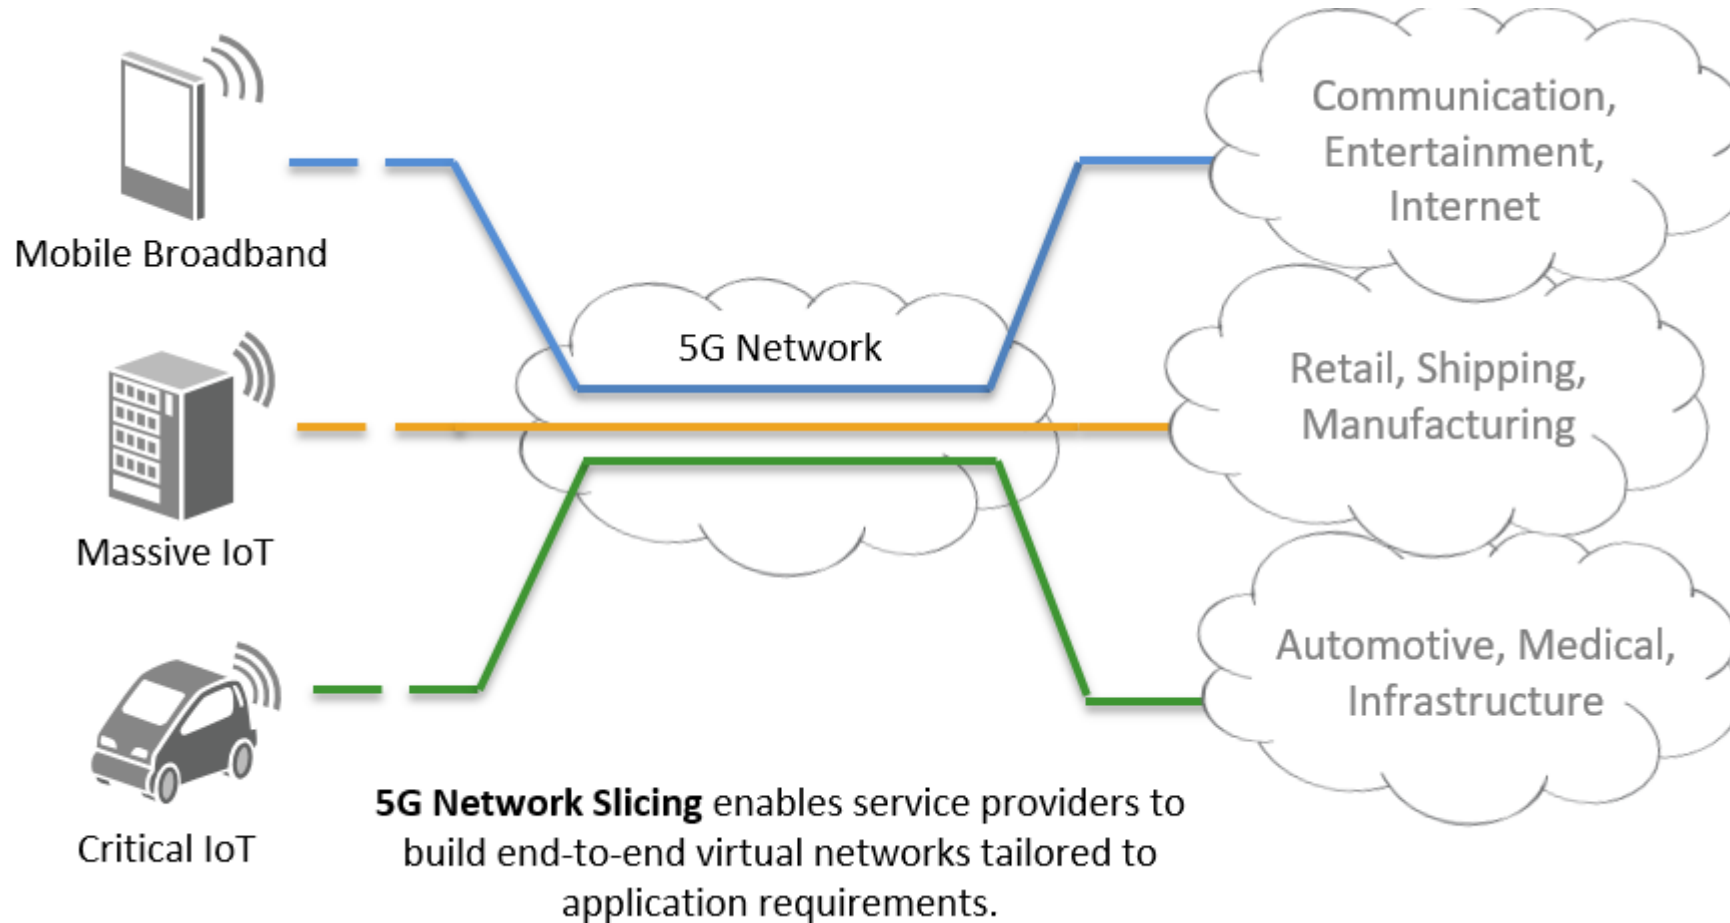 Communication,
Entertainment,
Internet
Mobile Broadband
5G Network
Retail, Shipping,
Manufacturing
Massive IoT
Automotive, Medical,
Infrastructure
Critical IoT
5G Network Slicing enables service providers to
build end-to-end virtual networks tailored to
application requirements.